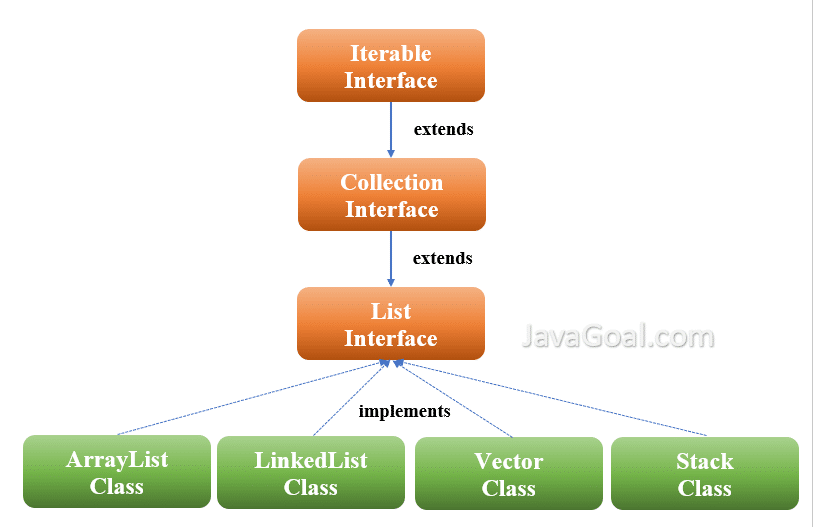 Iterable
Interface
extends
Collection
Interface
extends
List
Interface
JavaGoal.com
implements
ArrayList
Class
LinkedList
Class
Vector
Class
Stack
Class